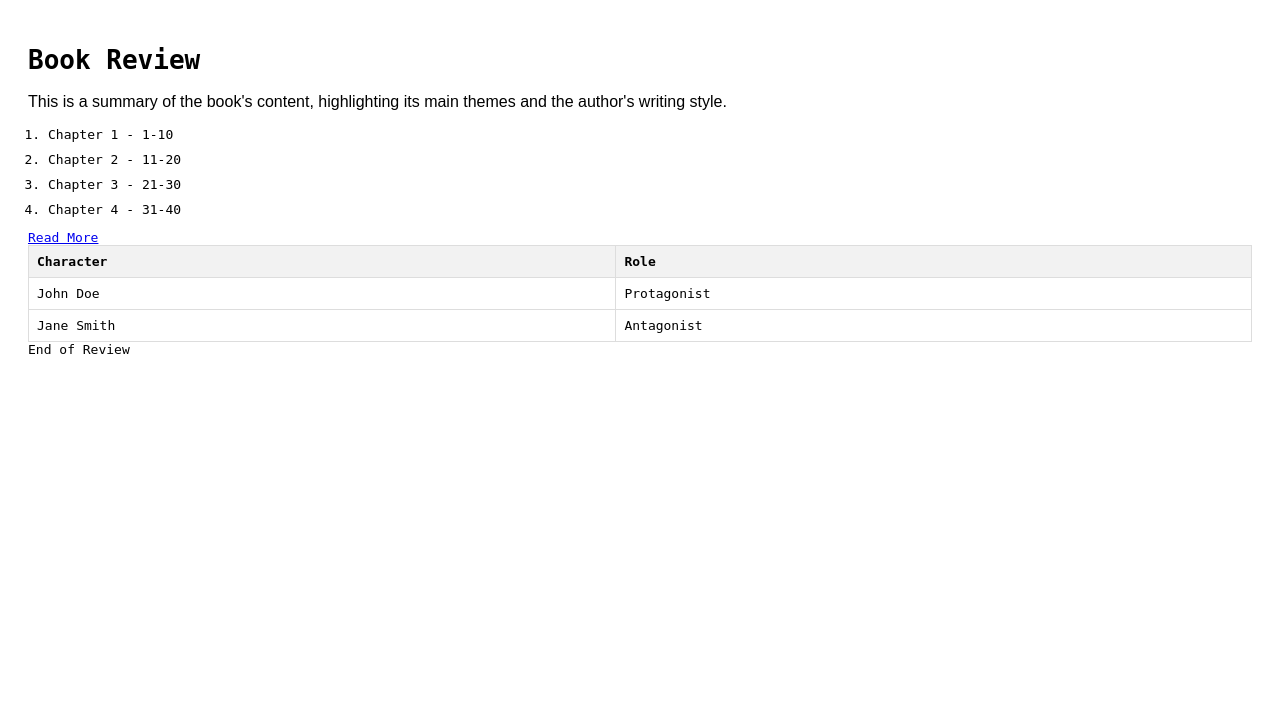 Book Review
This is a summary of the book's content, highlighting its main themes and the author's writing style.
1. Chapter 1 - 1-10
2. Chapter 2 - 11-20
3. Chapter 3 - 21-30
4. Chapter 4 - 31-40
Read More
Character Role
John Doe Protagonist
Jane Smith Antagonist
End of Review